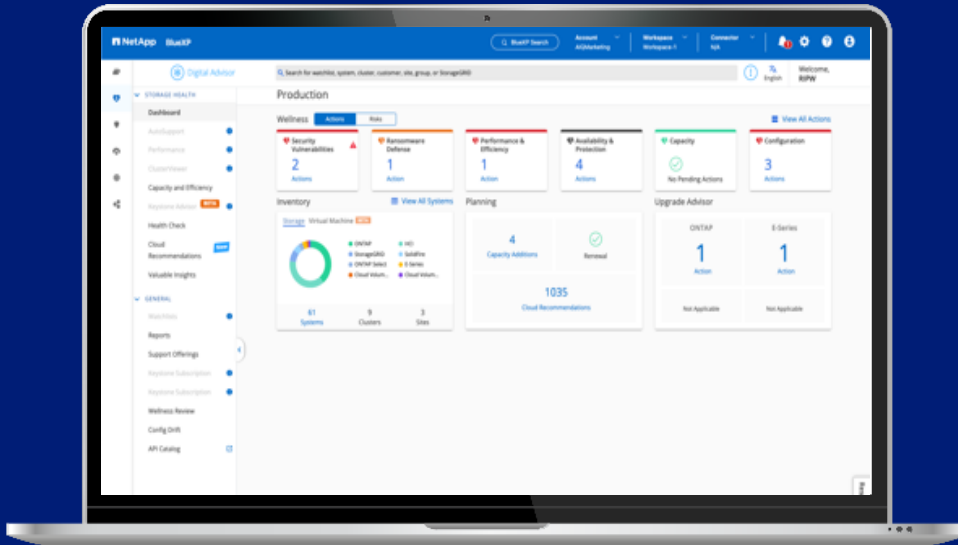 NetApp BlueXP
BlueXP Search
Account
AIQMarketing
Workspace
Workspace-1
Connector
N/A
Digital Advisor
Search for watchlist, system, cluster, customer, site, group, or StorageGRID
English
Welcome,
RIPW
STORAGE HEALTH
Dashboard
AutoSupport
Performance
ClusterViewer
Capacity and Efficiency
Keystone Advisor BETA
Health Check
Cloud
Recommendations
Valuable Insights
GENERAL
Watchlists
Reports
Support Offerings
Keystone Subscription
Keystone Subscription
Wellness Review
Config Drift
API Catalog
Production
Wellness Actions Risks
View All Actions
Security
Vulnerabilities
2
Actions
Ransomware
Defense
1
Action
Performance &
Efficiency
1
Action
Availability &
Protection
4
Actions
Capacity
No Pending Actions
Configuration
3
Actions
Inventory
View All Systems
Storage Virtual Machine BETA
ONTAP
HCI
StorageGRID
SolidFire
ONTAP Select
E-Series
Cloud Volum...
Cloud Volum...
61
Systems
9
Clusters
3
Sites
Planning
4
Capacity Additions
Renewal
1035
Cloud Recommendations
Upgrade Advisor
ONTAP
1
Action
Not Applicable
E-Series
1
Action
Not Applicable